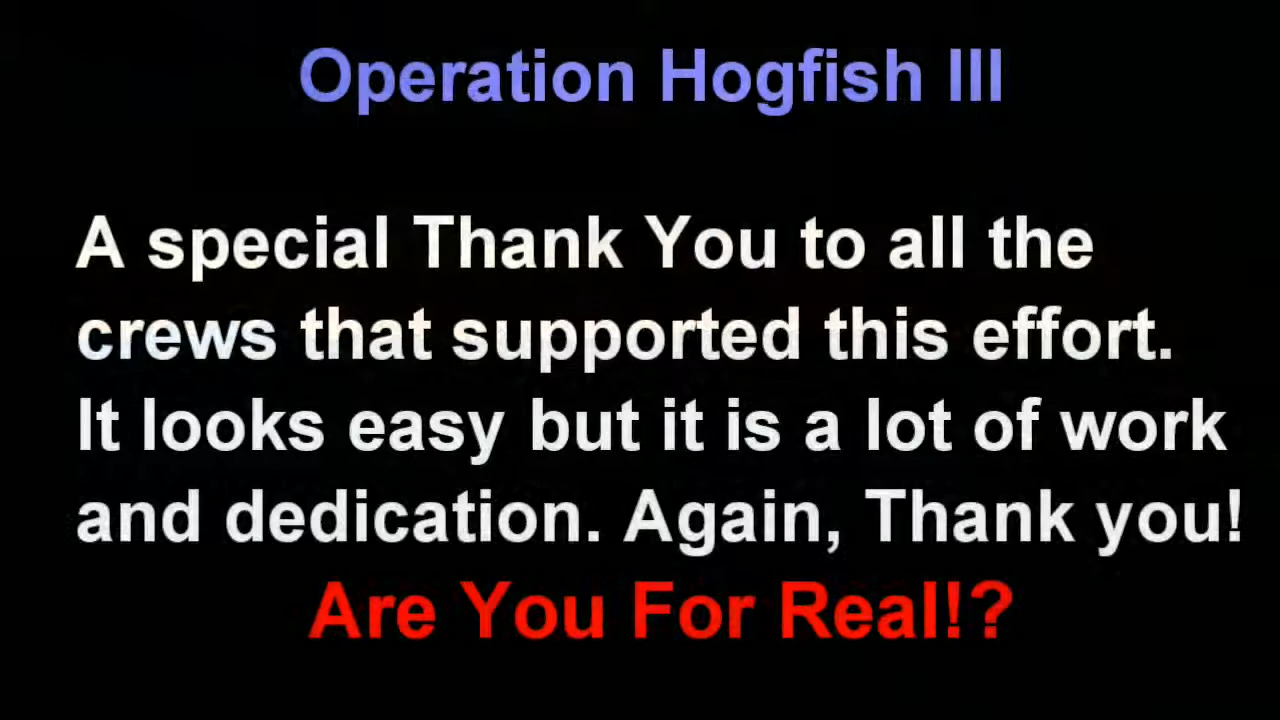 Operation Hogfish III
A special Thank You to all the
crews that supported this effort.
It looks easy but it is a lot of work
and dedication. Again, Thank you!
Are You For Real!?